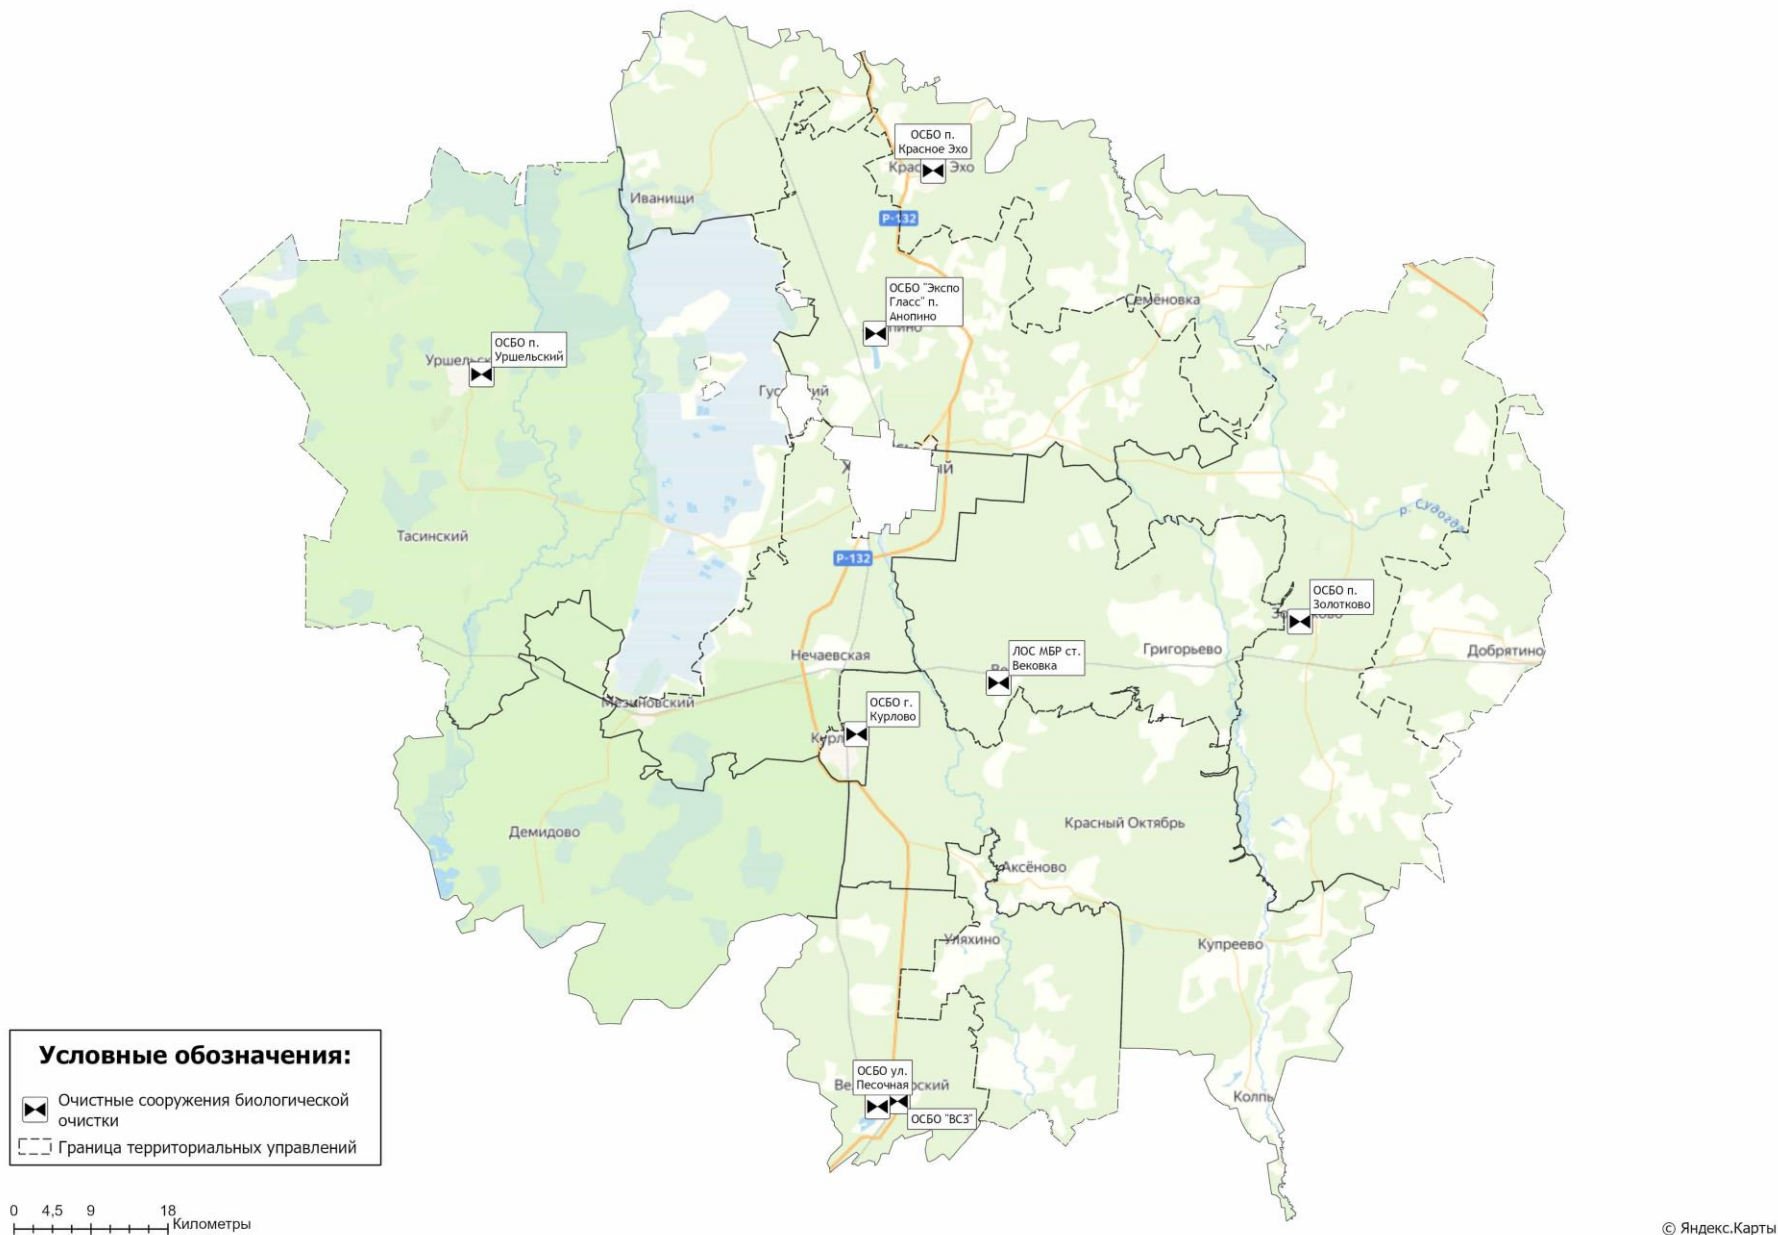 ОСБО п.
Красное Эхо
Эхо
Иванищи
Р-132
ОСБО "Экспо
Гласс" п.
Анопино
Семёновка
ОСБО п.
Уршельский
р. Судогда
Тасинский
Р-132
ОСБО п.
Золотково
Нечаевская
ЛОС МБР ст.
Вековка
Григорьево
Добрятино
Мезиновский
ОСБО г.
Курлово
Демидово
Красный Октябрь
Аксёново
Уляхино
Купреево
Колпь
ОСБО ул.
Песочная
ОСБО "ВСЗ"
Условные обозначения:
Очистные сооружения биологической
очистки
Граница территориальных управлений
0 4,5 9 18
Километры
© Яндекс.Карты